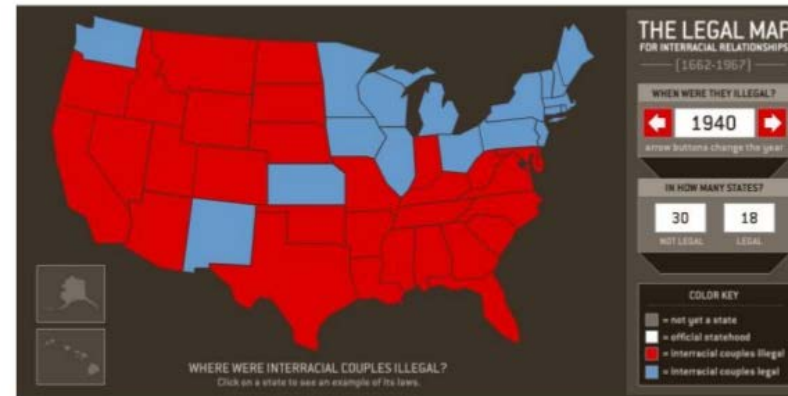 THE LEGAL MAP
FOR INTERRACIAL RELATIONSHIPS
(1662-1967)
WHEN WERE THEY ILLEGAL?
1940
arrow buttons change the year
IN HOW MANY STATES?
30 18
NOT LEGAL LEGAL
COLOR KEY
= not yet a state
= official statehood
= interracial couples illegal
= interracial couples legal
WHERE WERE INTERRACIAL COUPLES ILLEGAL?
Click on a state to see an example of its laws.